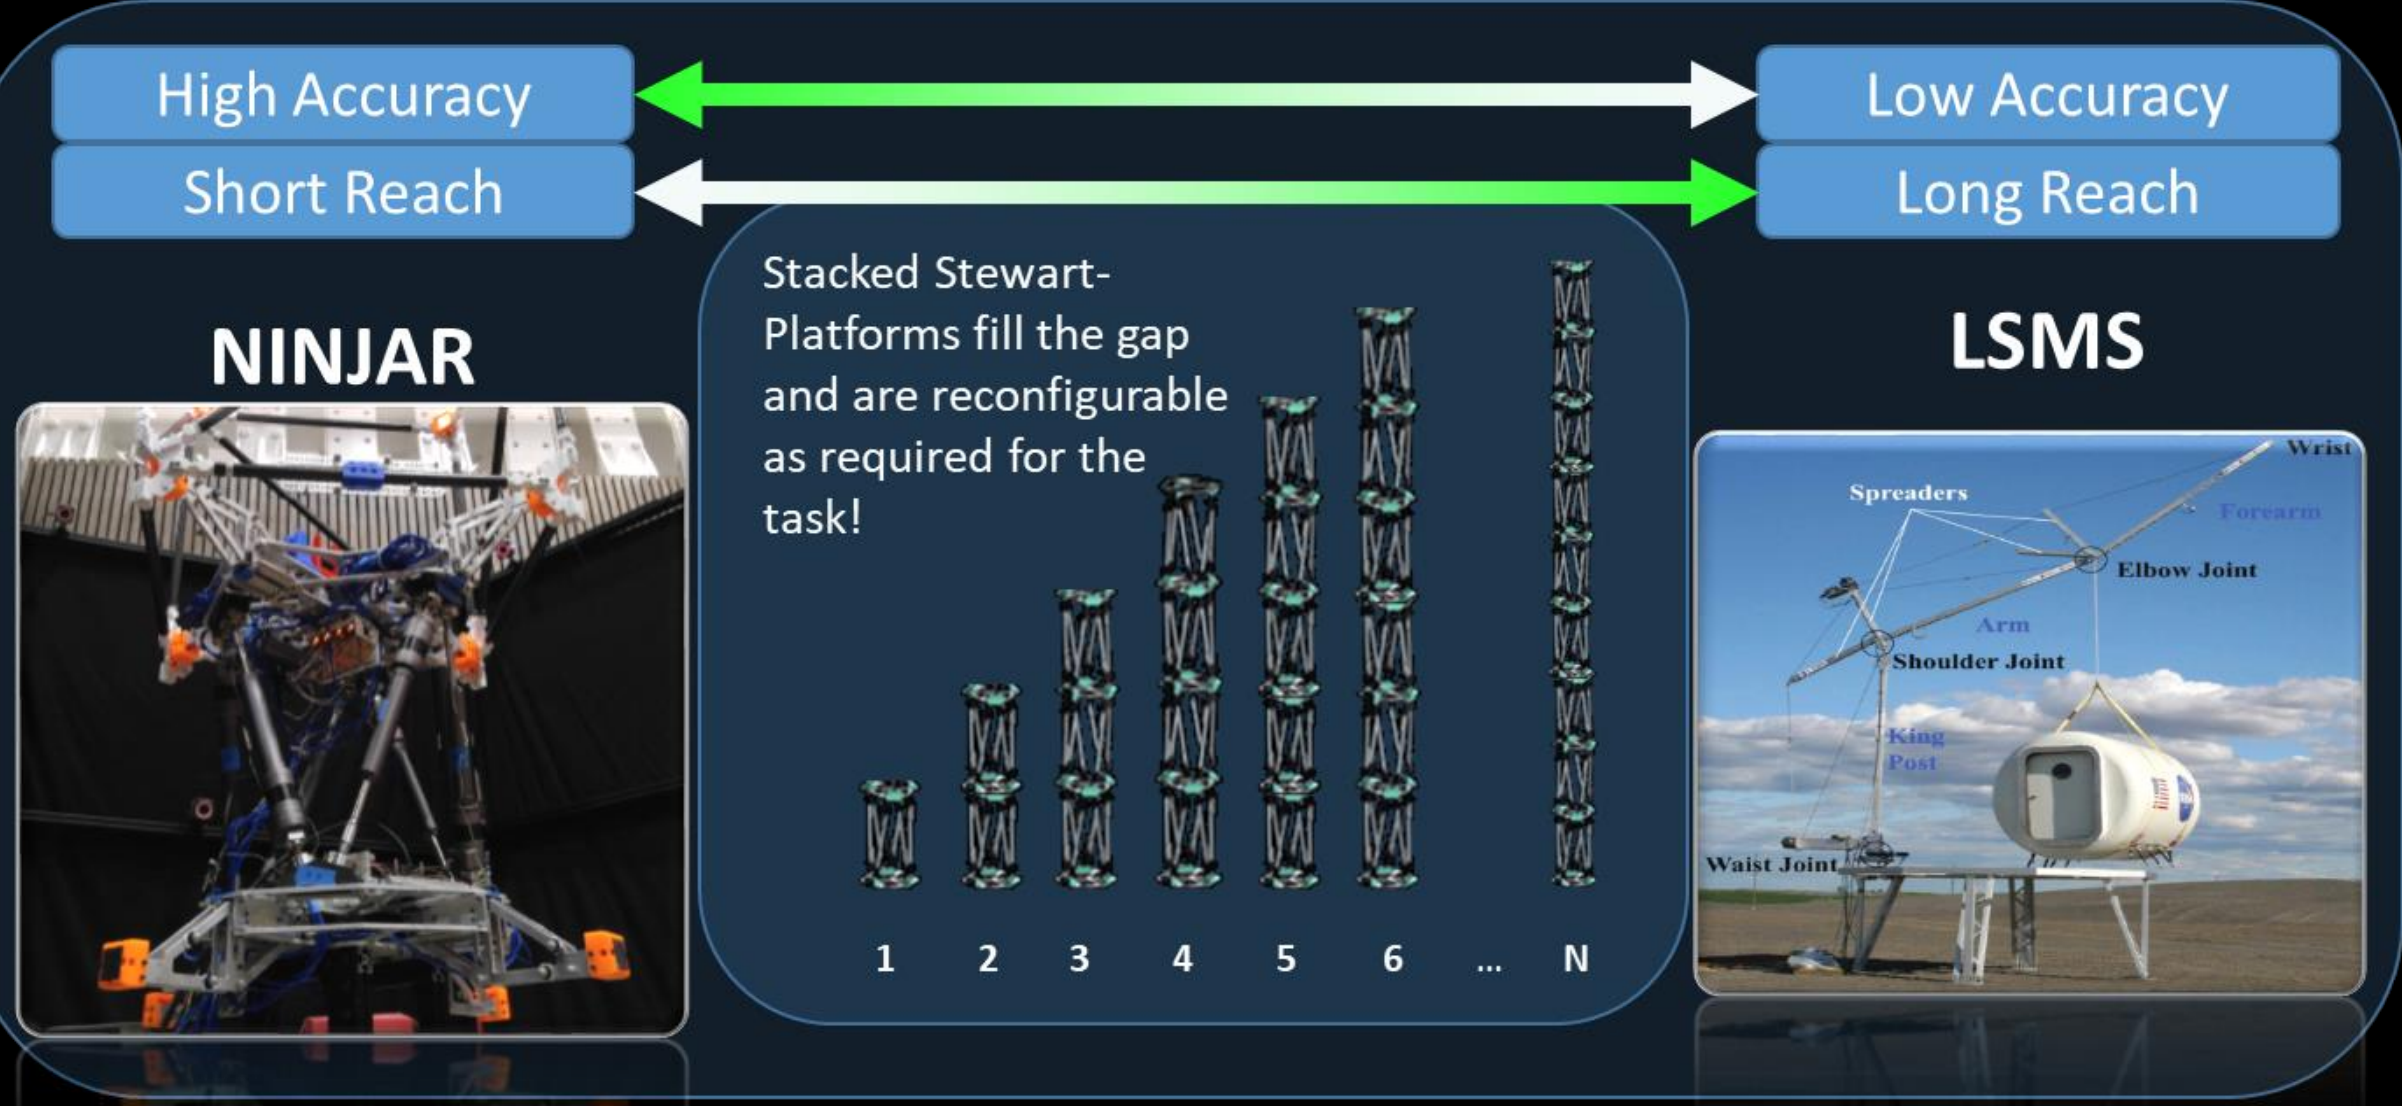 High Accuracy
Low Accuracy
Short Reach
Long Reach
NINJAR
Stacked Stewart-
Platforms fill the gap
and are reconfigurable
as required for the
task!
1 2 3 4 5 6 ... N
LSMS
Wrist
Spreaders
Forearm
Elbow Joint
Arm
Shoulder Joint
King
Post
Waist Joint